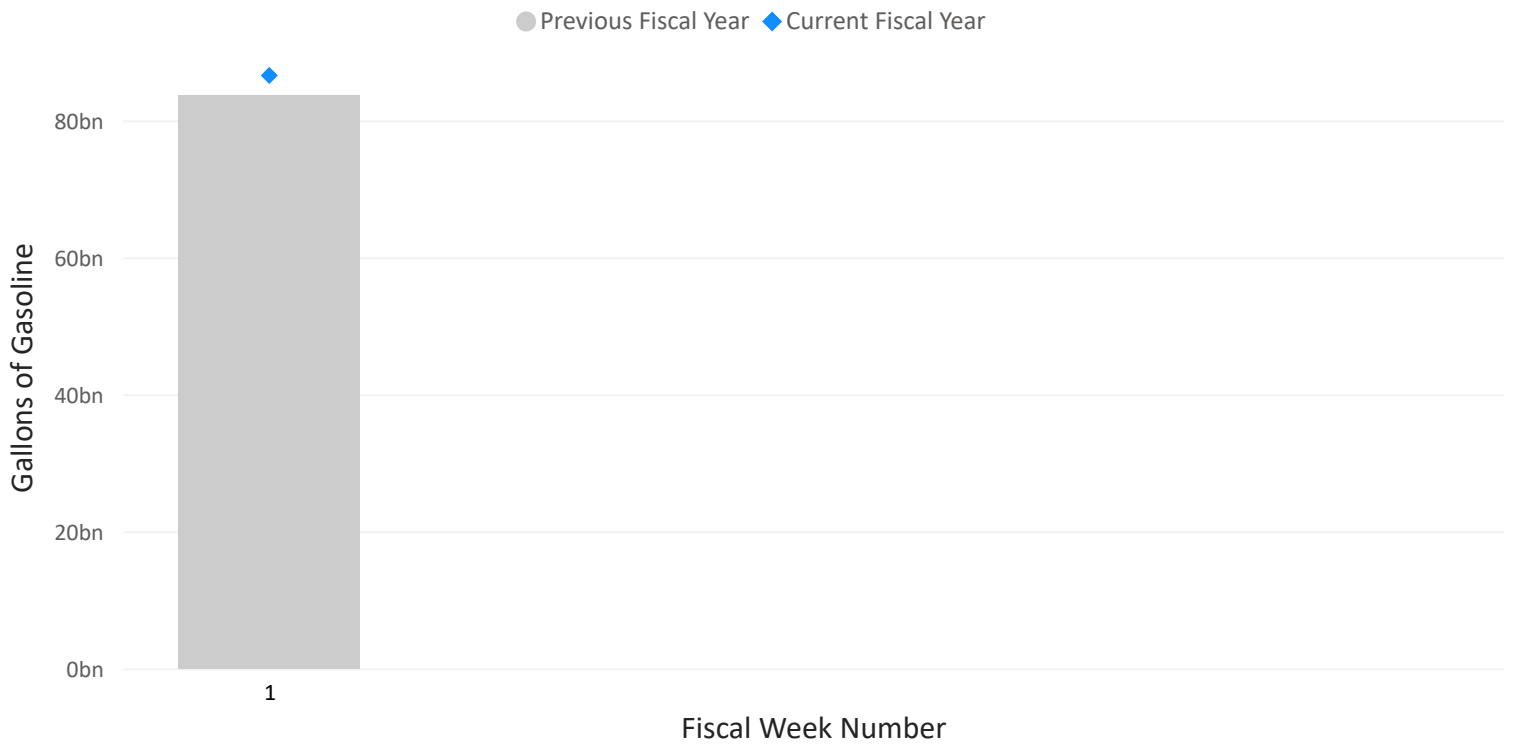 Previous Fiscal Year Current Fiscal Year
Gallons of Gasoline
80bn
60bn
40bn
20bn
0bn
1
Fiscal Week Number